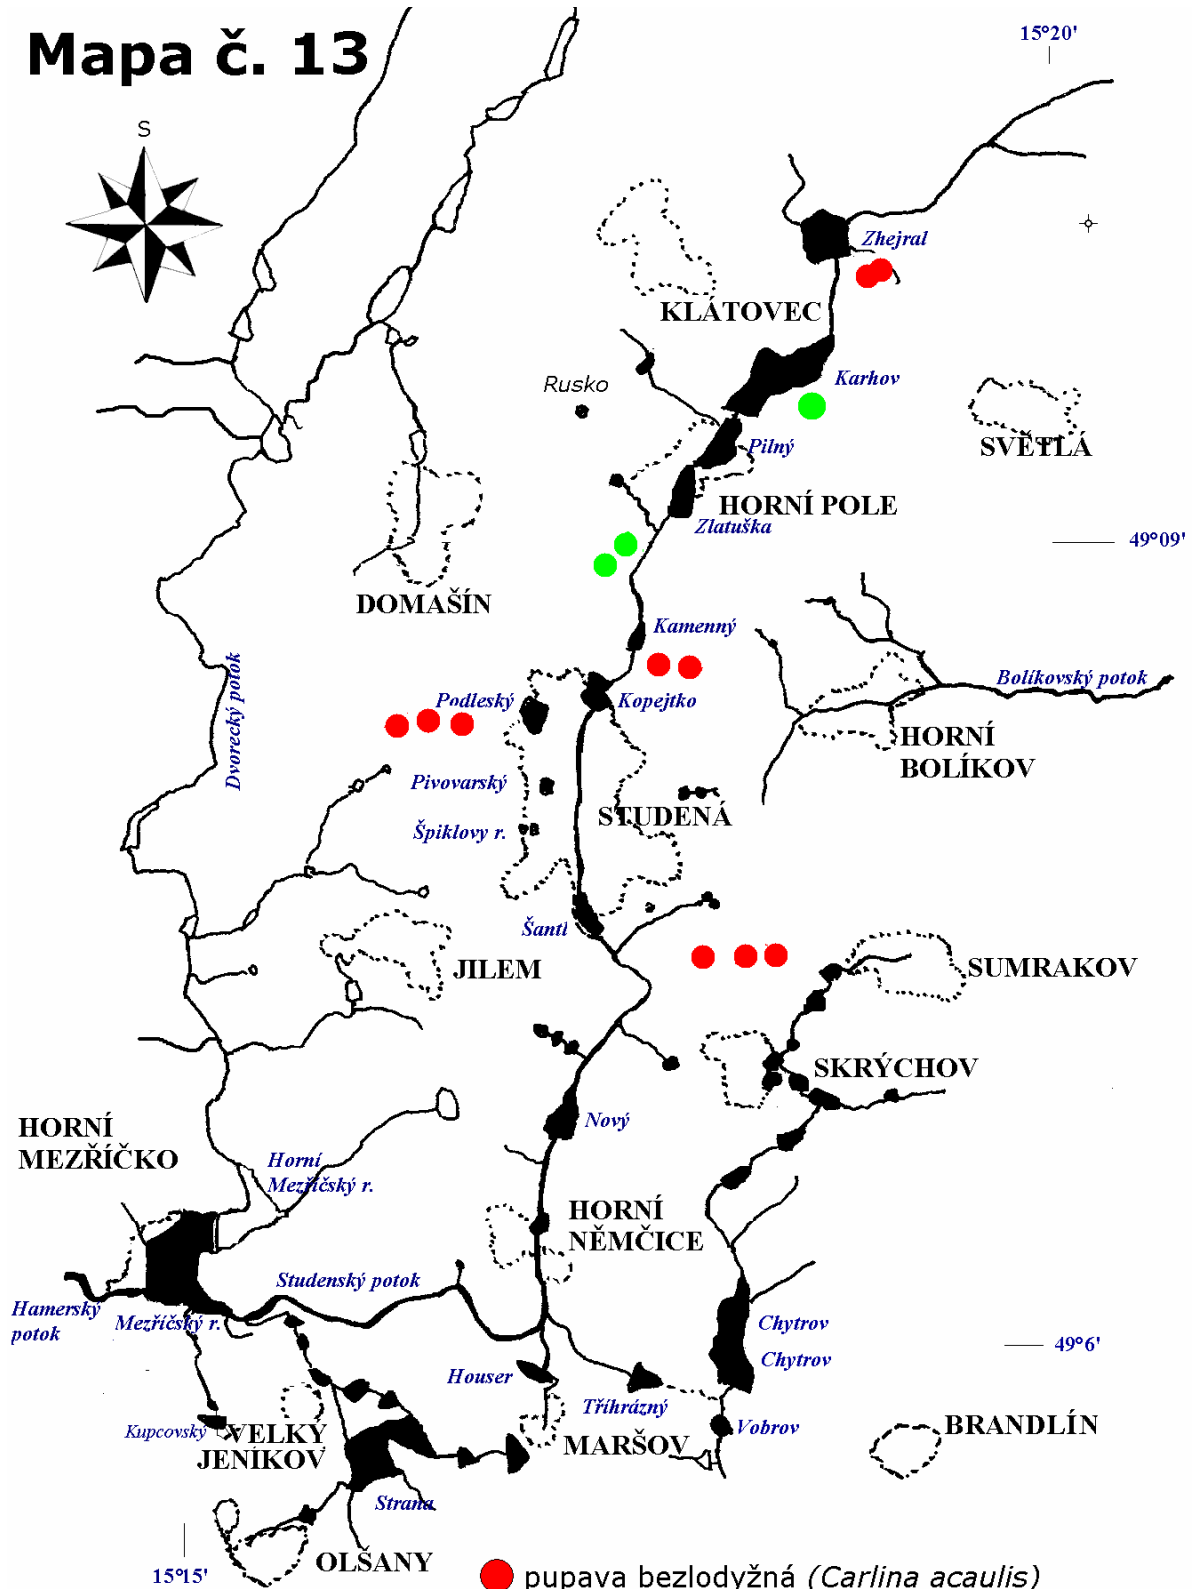 Mapa č. 13
15°20'
S
Zhejral
KLÁTOVEC
Rusko
Karhov
SVĚTLÁ
Pilný
HORNÍ POLE
Zlatuška
49°09'
DOMAŠÍN
Kamenný
Dvorecký potok
Podleský
Kopejtko
Bolíkovský potok
HORNÍ
BOLÍKOV
Pivovarský
STUDENÁ
Špiklovy r.
Šantl
JILEM
SUMRAKOV
SKRÝCHOV
Nový
HORNÍ
MEZŘÍČKO
Horní
Mezříčský r.
HORNÍ
NĚMČICE
Studenský potok
Hamerský
potok
Mezříčský r.
Chytrov
Chytrov
49°6'
Houser
Tříhrázný
Kupcovský
VELKÝ
JENÍKOV
MARŠOV
Vobrov
BRANDLÍN
Strana
OLŠANY
15°15'
pupava bezlodyžná (Carlina acaulis)